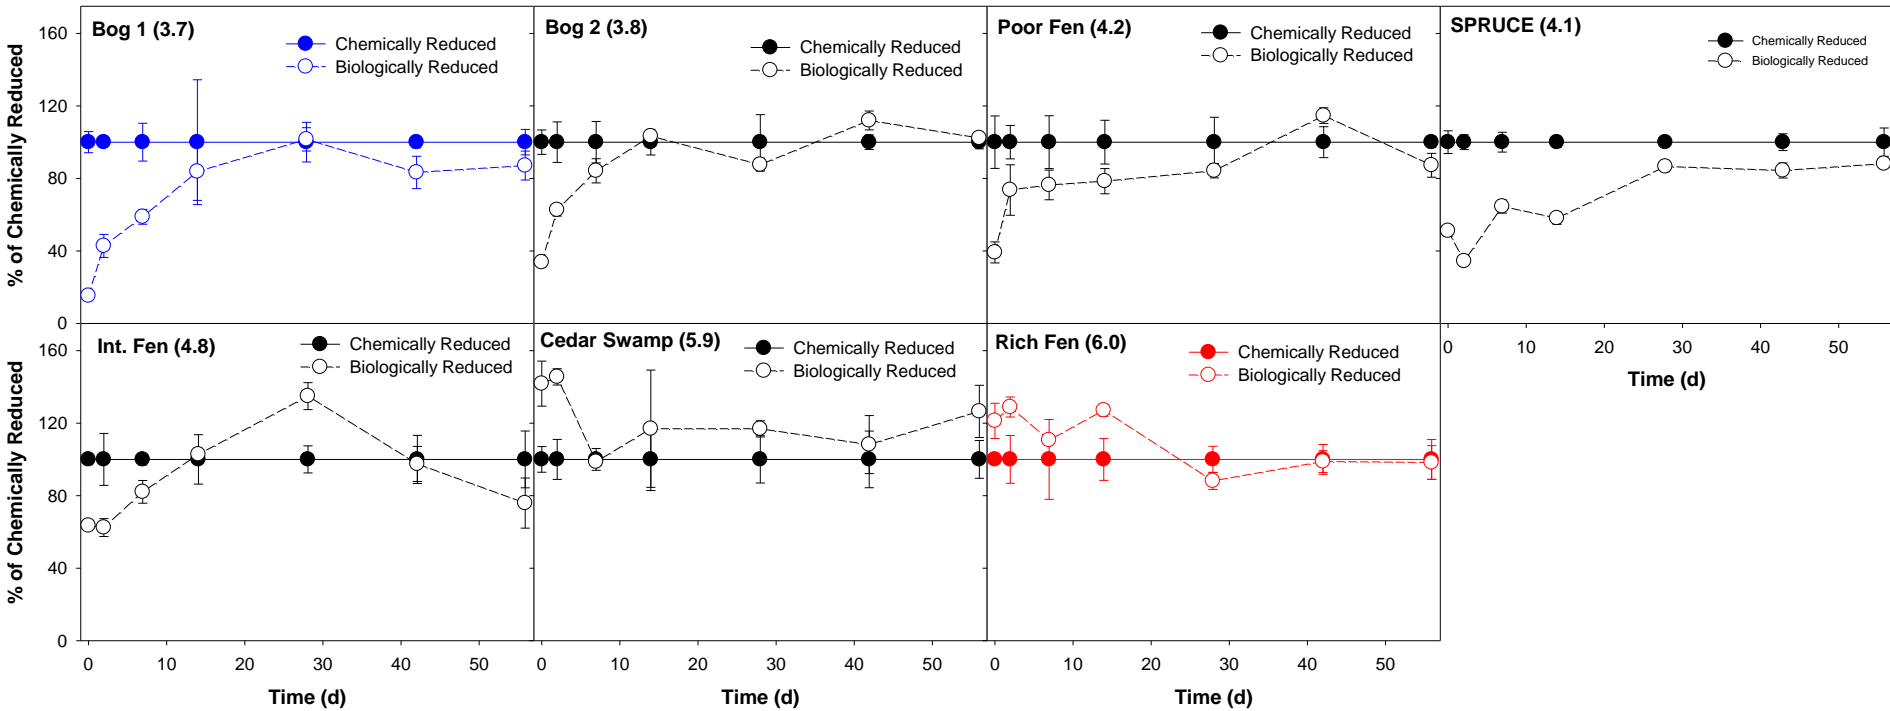 % of Chemically Reduced
160
120
80
40
0
Bog 1 (3.7)
Chemically Reduced
Biologically Reduced
Bog 2 (3.8)
Chemically Reduced
Biologically Reduced
Poor Fen (4.2)
Chemically Reduced
Biologically Reduced
SPRUCE (4.1)
Chemically Reduced
Biologically Reduced
0 10 20 30 40 50
Time (d)
% of Chemically Reduced
160
120
80
40
0
Int. Fen (4.8)
Chemically Reduced
Biologically Reduced
0 10 20 30 40 50
Time (d)
Cedar Swamp (5.9)
Chemically Reduced
Biologically Reduced
0 10 20 30 40 50
Time (d)
Rich Fen (6.0)
Chemically Reduced
Biologically Reduced
0 10 20 30 40 50
Time (d)